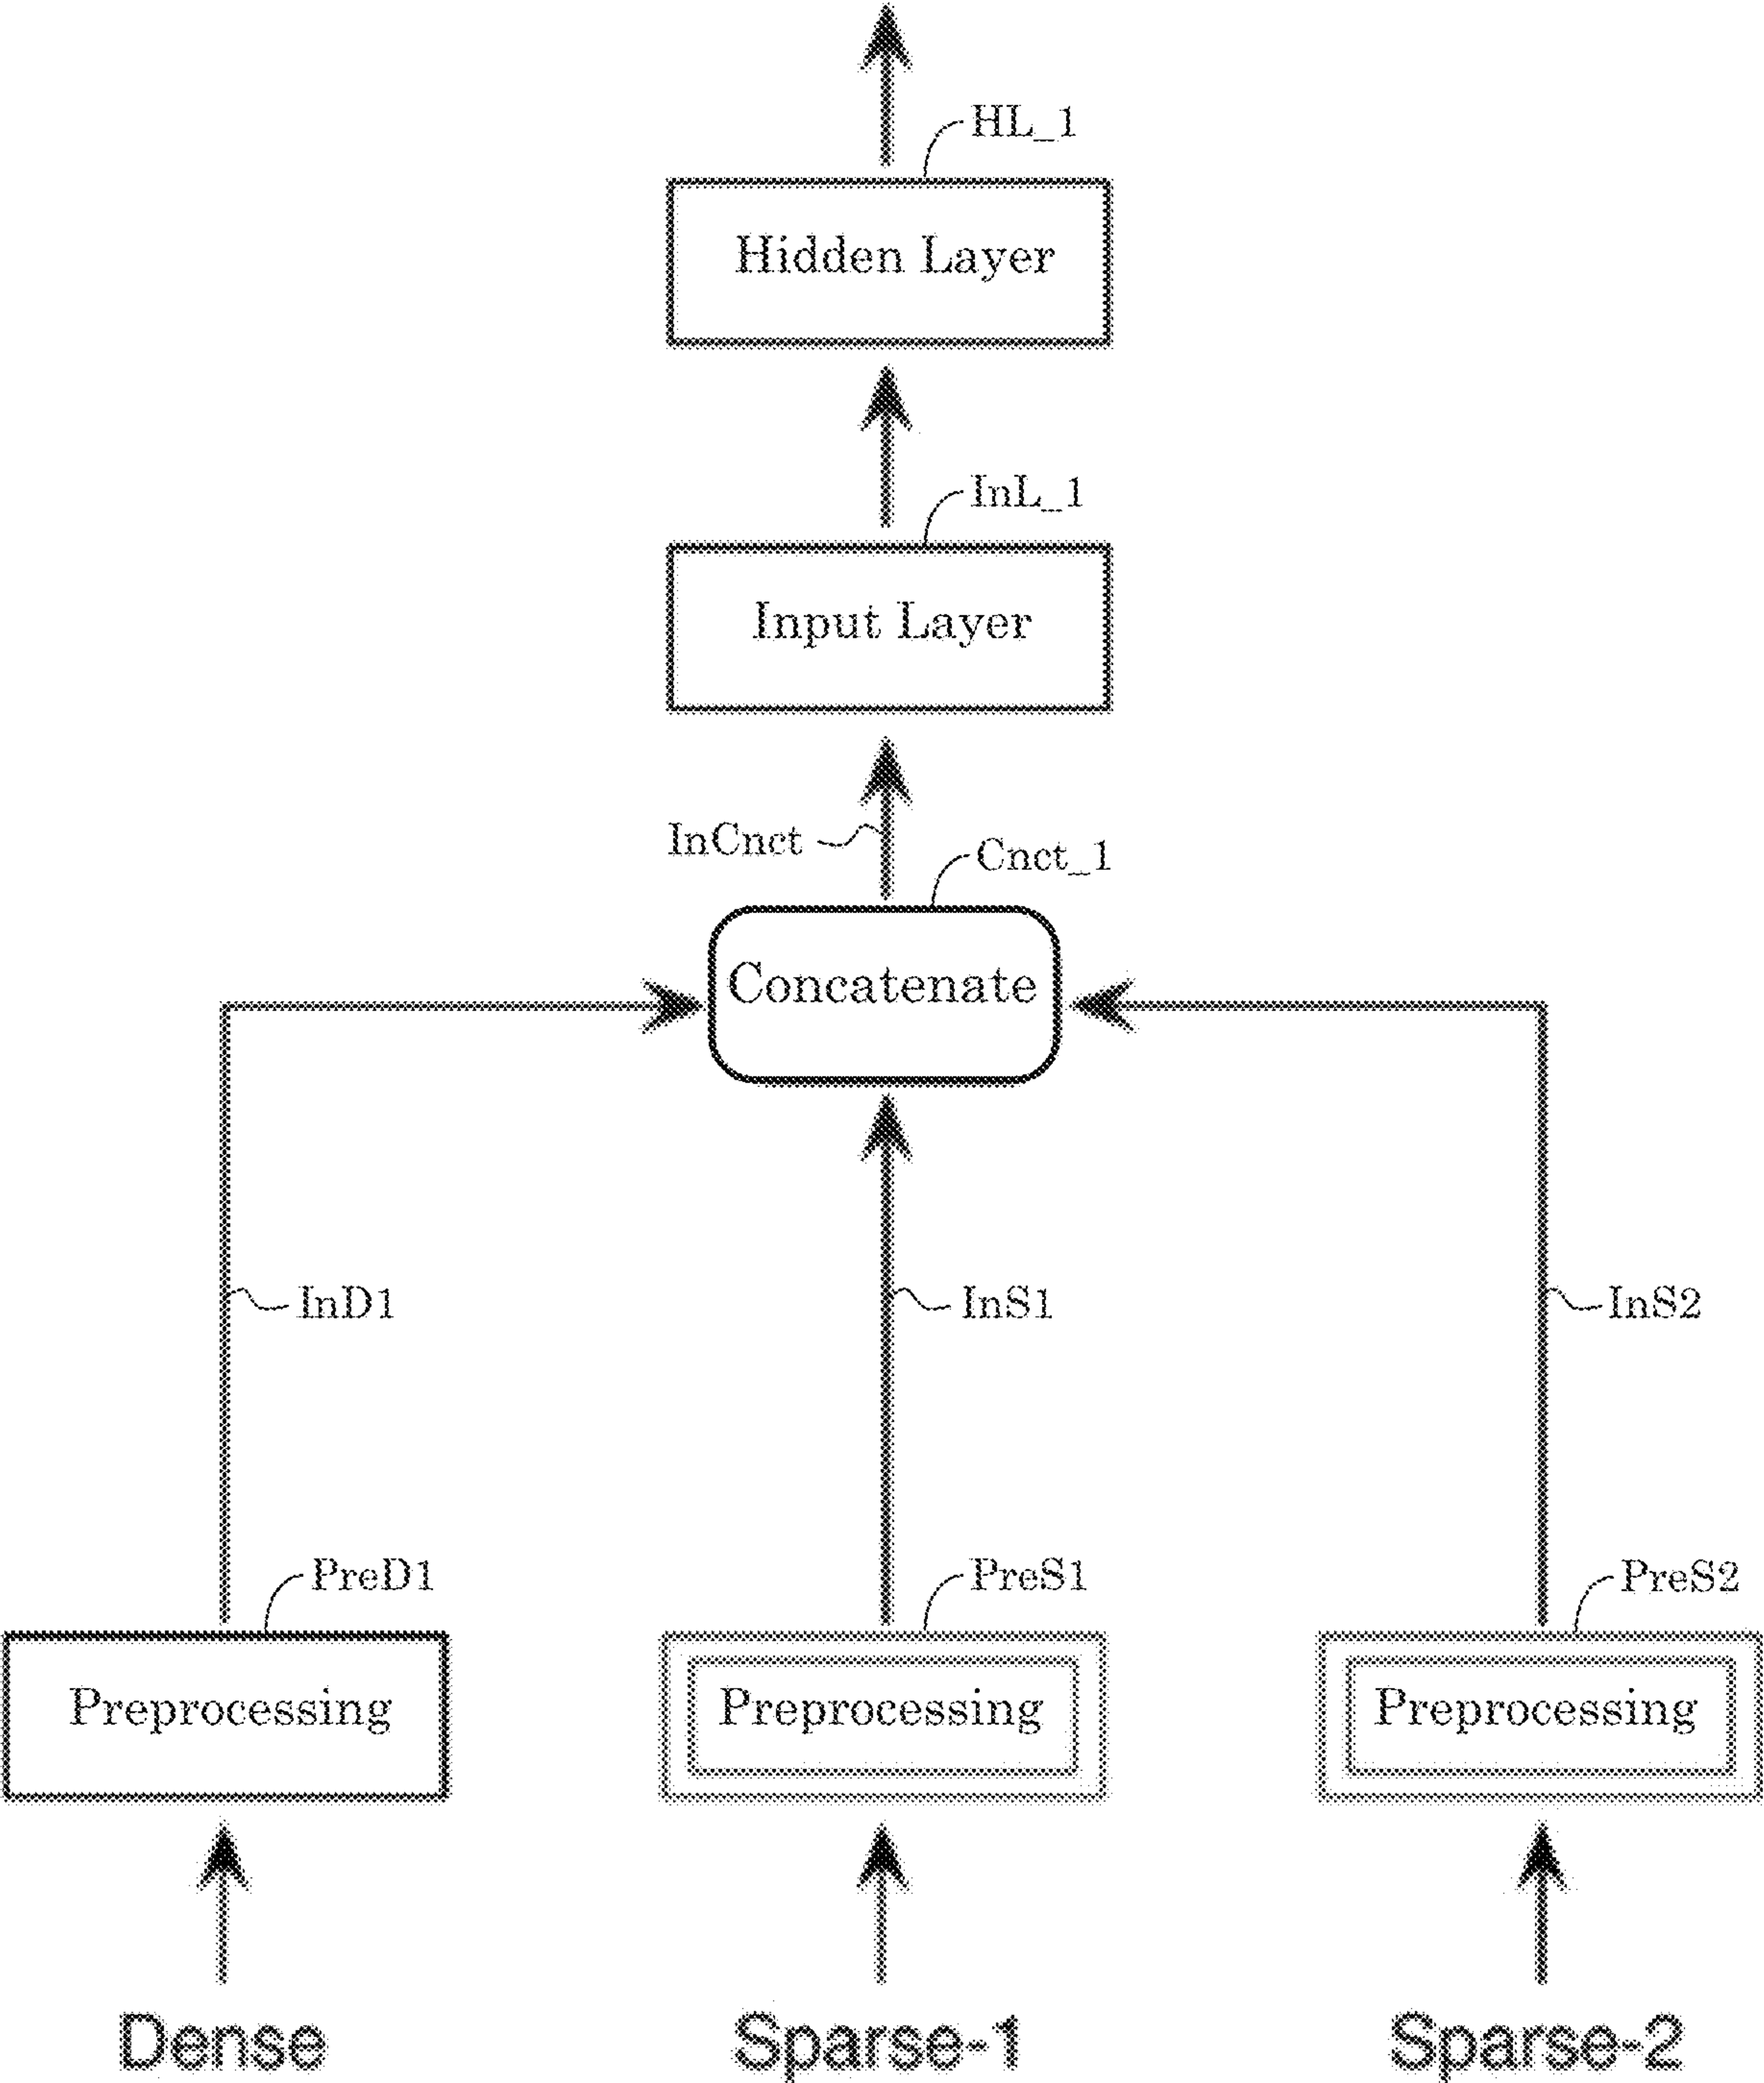 HL_1
Hidden Layer
InL_1
Input Layer
InCnct
Cnct_1
Concatenate
InD1
InS1
InS2
PreD1
PreS1
PreS2
Preprocessing
Preprocessing
Preprocessing
Dense
Sparse-1
Sparse-2